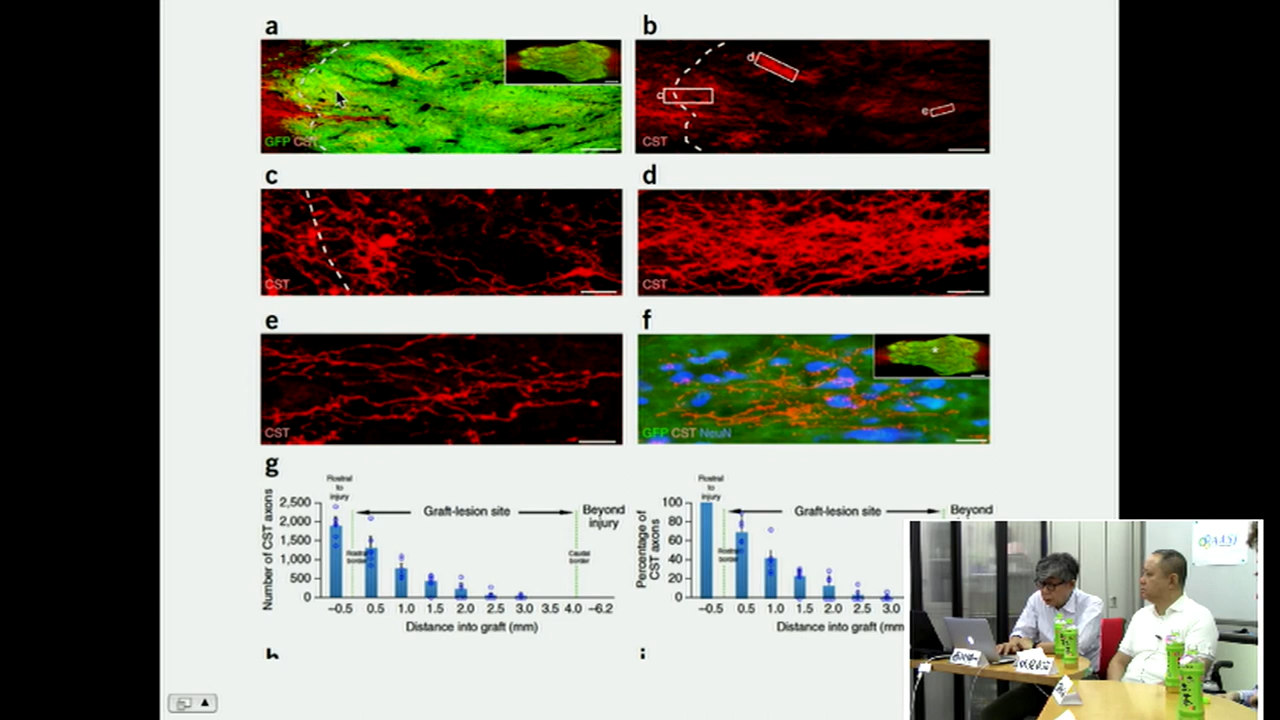 a
b
GFP CST
d
c
e
CST
c
d
CST
CST
e
f
CST
GFP CST NeuN
g
Rostral
to
injury
Number of CST axons
2,500
2,000
1,500
1,000
500
0
Graft-lesion site
Beyond
injury
Rostral
border
Caudal
border
−0.5 0.5 1.0 1.5 2.0 2.5 3.0 3.5 4.0 −6.2
Distance into graft (mm)
Rostral
to
injury
Percentage of
CST axons
100
80
60
40
20
0
Graft-lesion site
Beyond
Rostral
border
−0.5 0.5 1.0 1.5 2.0 2.5 3.0
Distance into graft (mm